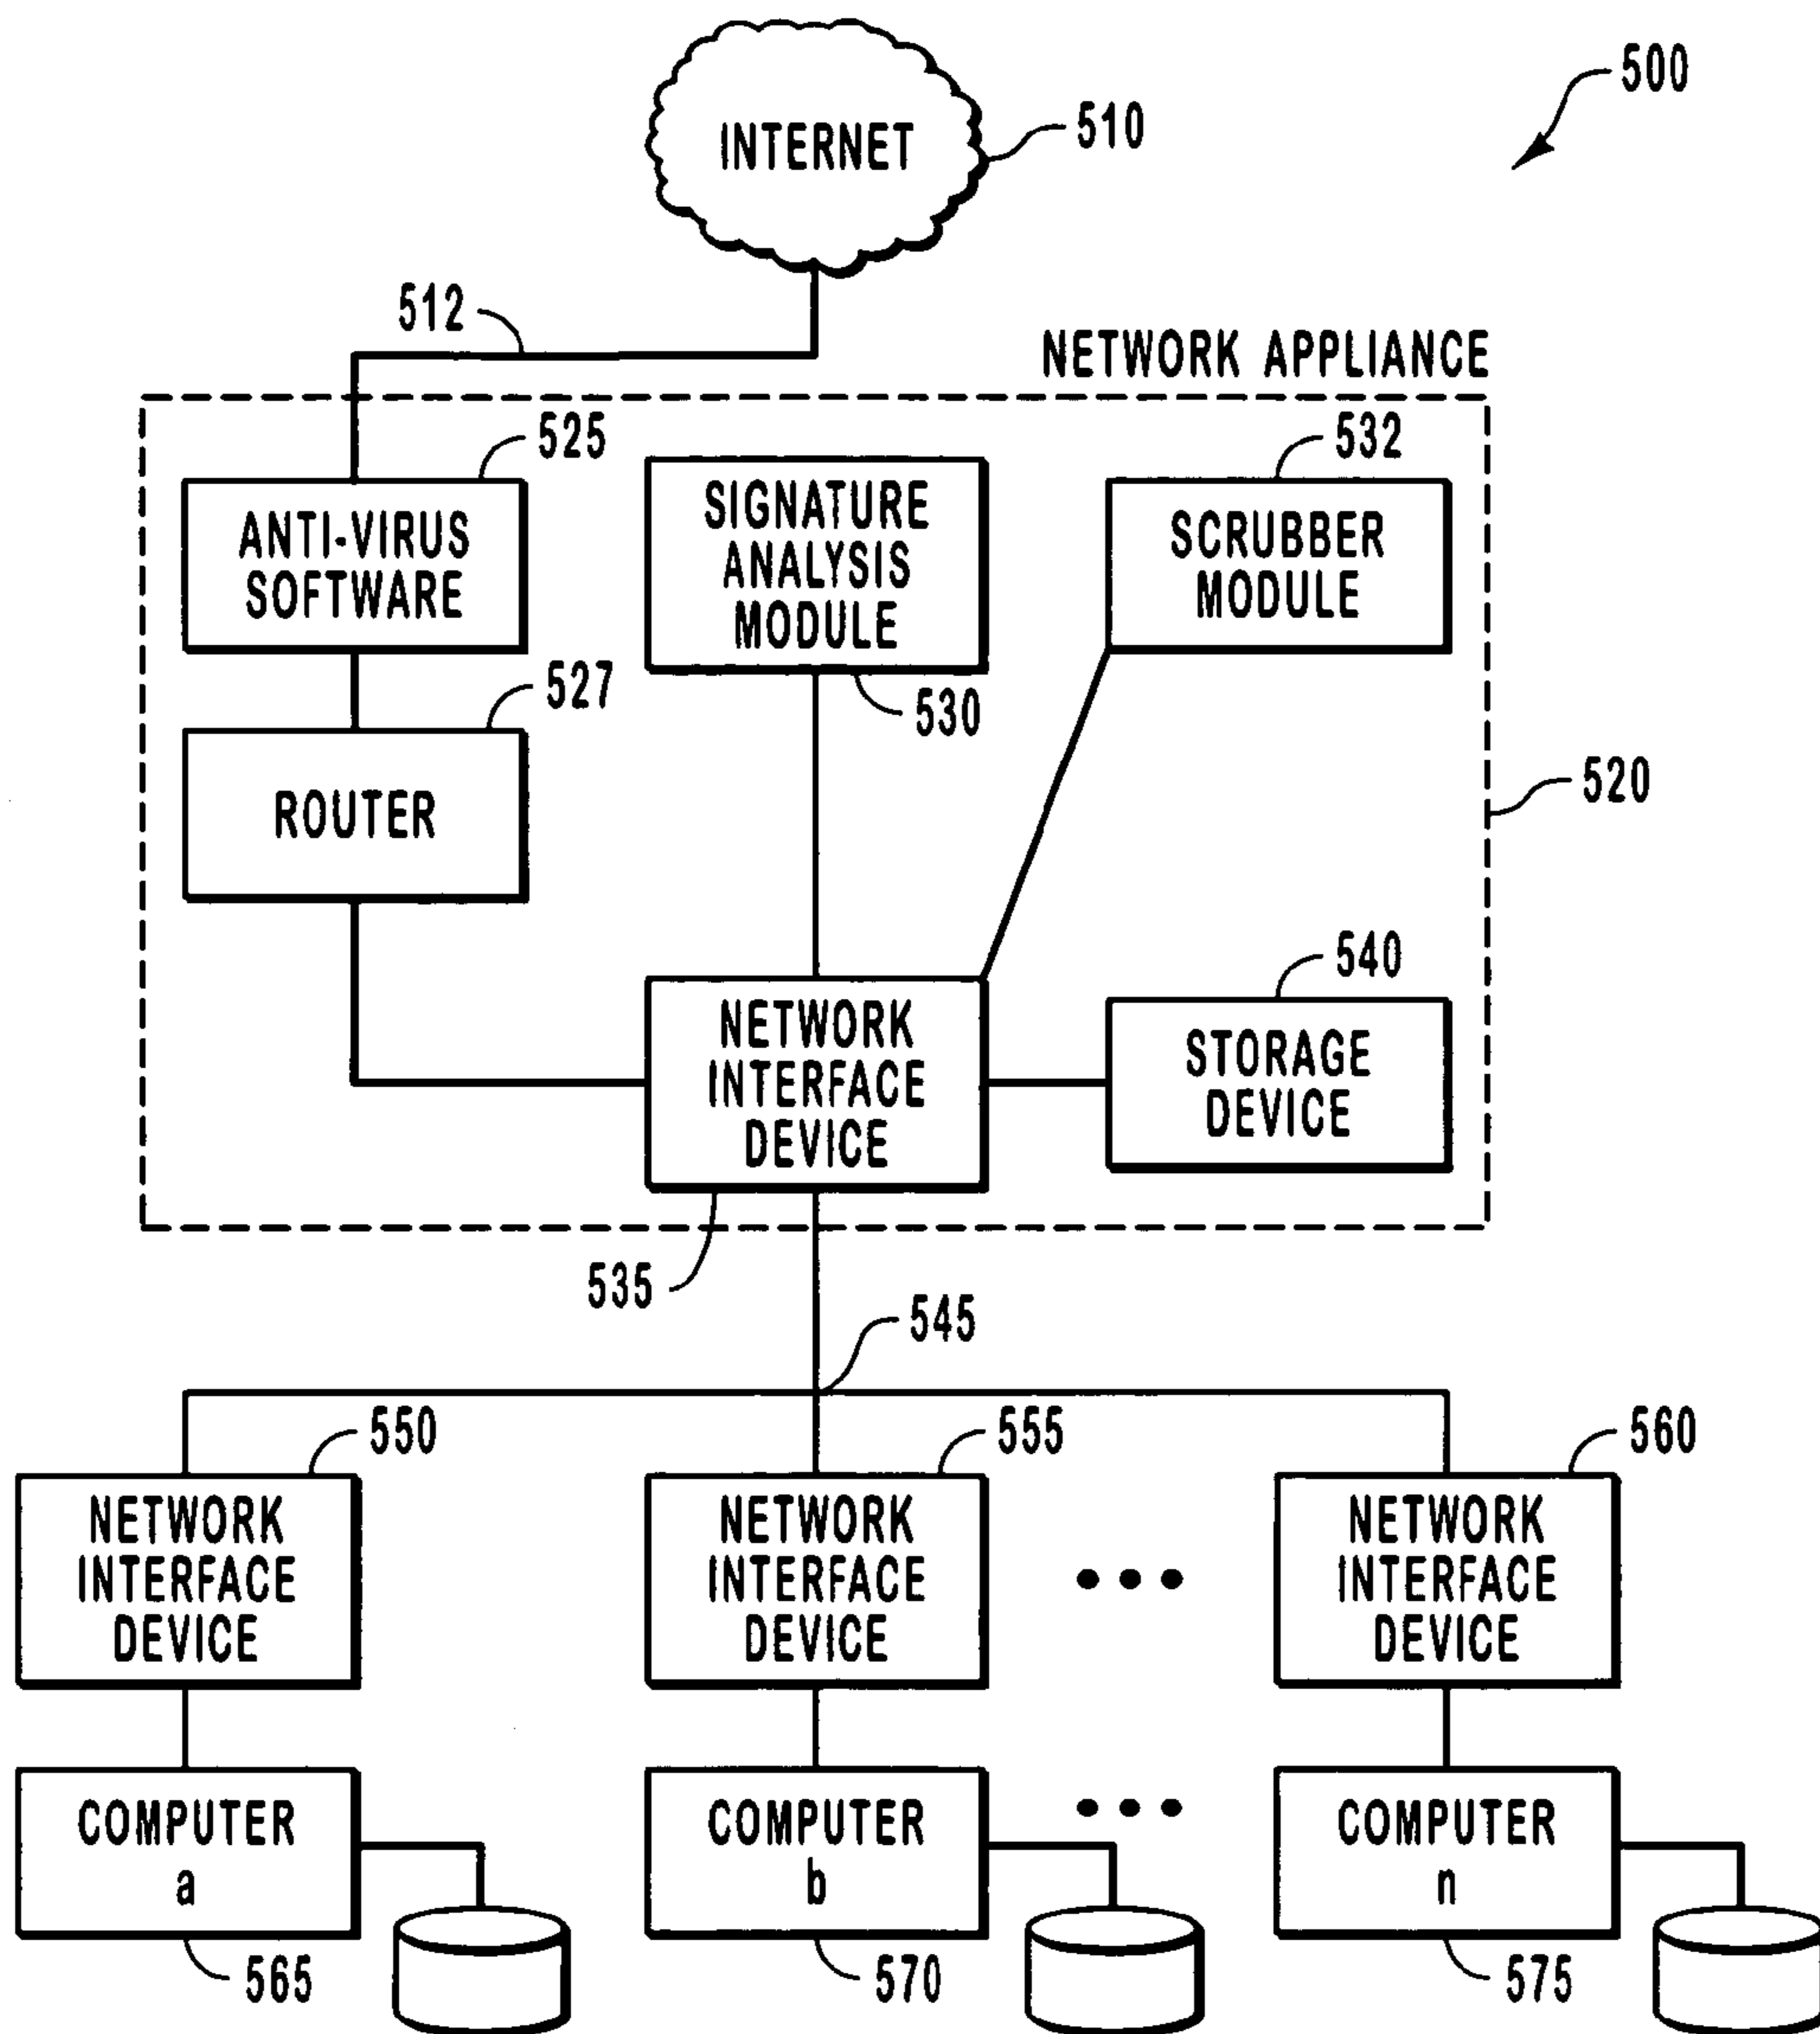 500
INTERNET
510
512
NETWORK APPLIANCE
525
532
ANTI-VIRUS
SOFTWARE
SIGNATURE
ANALYSIS
MODULE
SCRUBBER
MODULE
527
530
ROUTER
520
540
NETWORK
INTERFACE
DEVICE
STORAGE
DEVICE
535
545
550
555
560
NETWORK
INTERFACE
DEVICE
NETWORK
INTERFACE
DEVICE
NETWORK
INTERFACE
DEVICE
COMPUTER
a
COMPUTER
b
COMPUTER
n
565
570
575